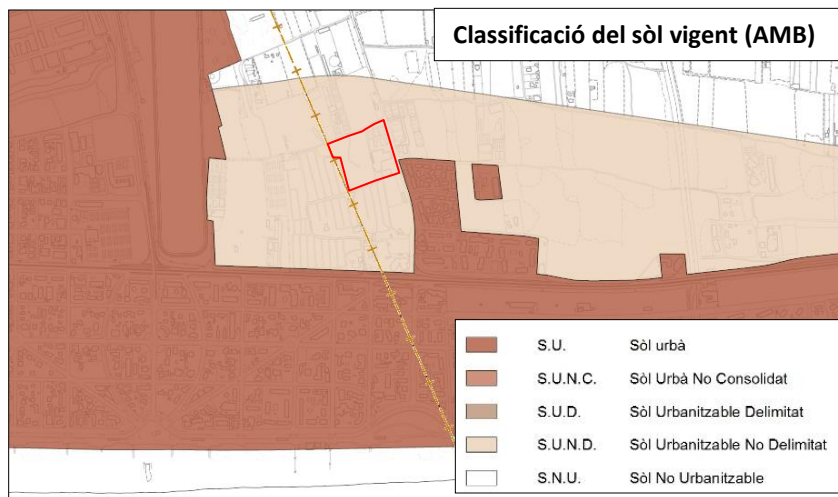 Classificació del sòl vigent (AMB)
S.U. Sòl urbà
S.U.N.C. Sòl Urbà No Consolidat
S.U.D. Sòl Urbanitzable Delimitat
S.U.N.D. Sòl Urbanitzable No Delimitat
S.N.U. Sòl No Urbanitzable